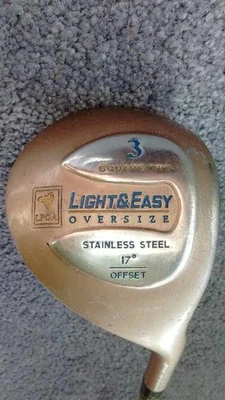 3
LPGA
LIGHT&EASY
OVERSIZE
STAINLESS STEEL
17°
OFFSET